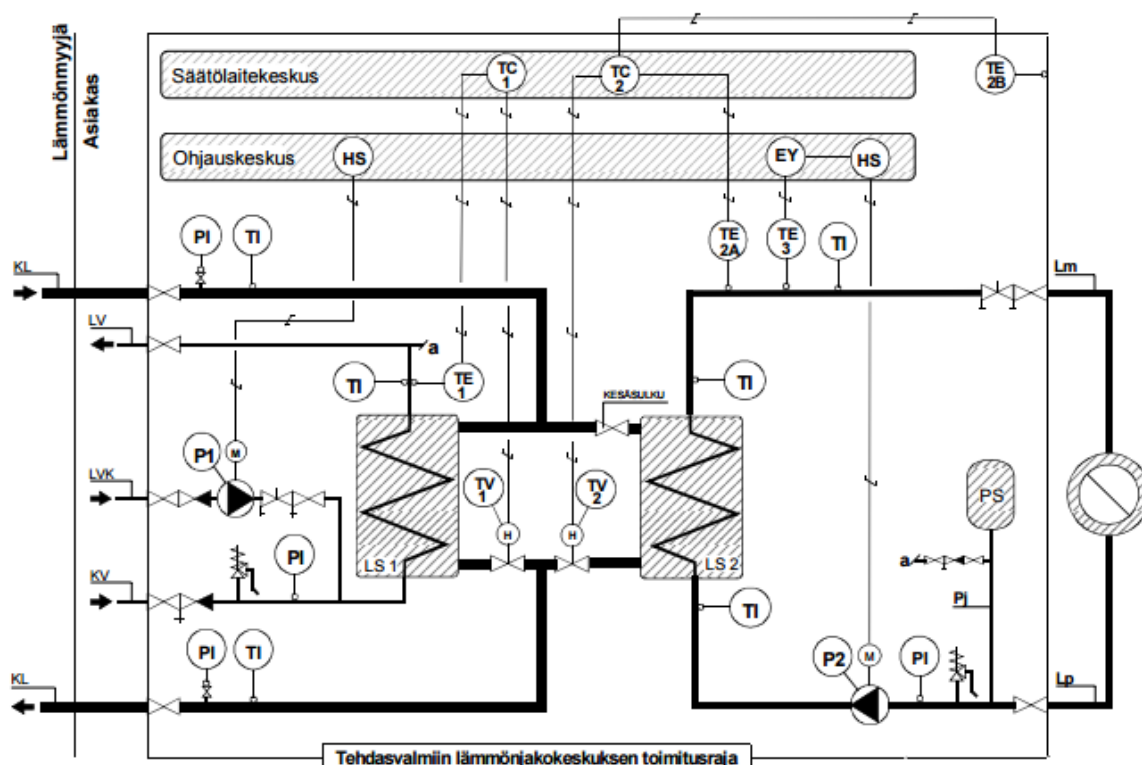 Lämmönmyyjä
Asiakas
Säätölaitekeskus
TC 1
TC 2
TE 2B
Ohjauskeskus
HS
EY
HS
PI
TI
TE 2A
TE 3
TI
KL
Lm
LV
a
TI
TE 1
TI
KESÄSULKU
P1
M
LVK
TV 1
TV 2
PS
H
H
PI
LS 1
LS 2
a
KV
TI
Pj
PI
TI
P2
M
PI
KL
Lp
Tehdasvalmiin lämmönjakokeskuksen toimitusraja